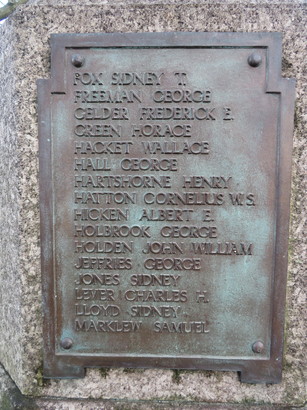 FOX SIDNEY T.
FREEMAN GEORGE
GELDER FREDERICK E.
GREEN HORACE
HACKET WALLACE
HALL GEORGE
HARTSHORNE HENRY
HATTON CORNELIUS W.S.
HICKEN ALBERT E.
HOLBROOK GEORGE
HOLDEN JOHN WILLIAM
JEFFRIES GEORGE
JONES SIDNEY
LEVER CHARLES H.
LLOYD SIDNEY
MARKLEW SAMUEL